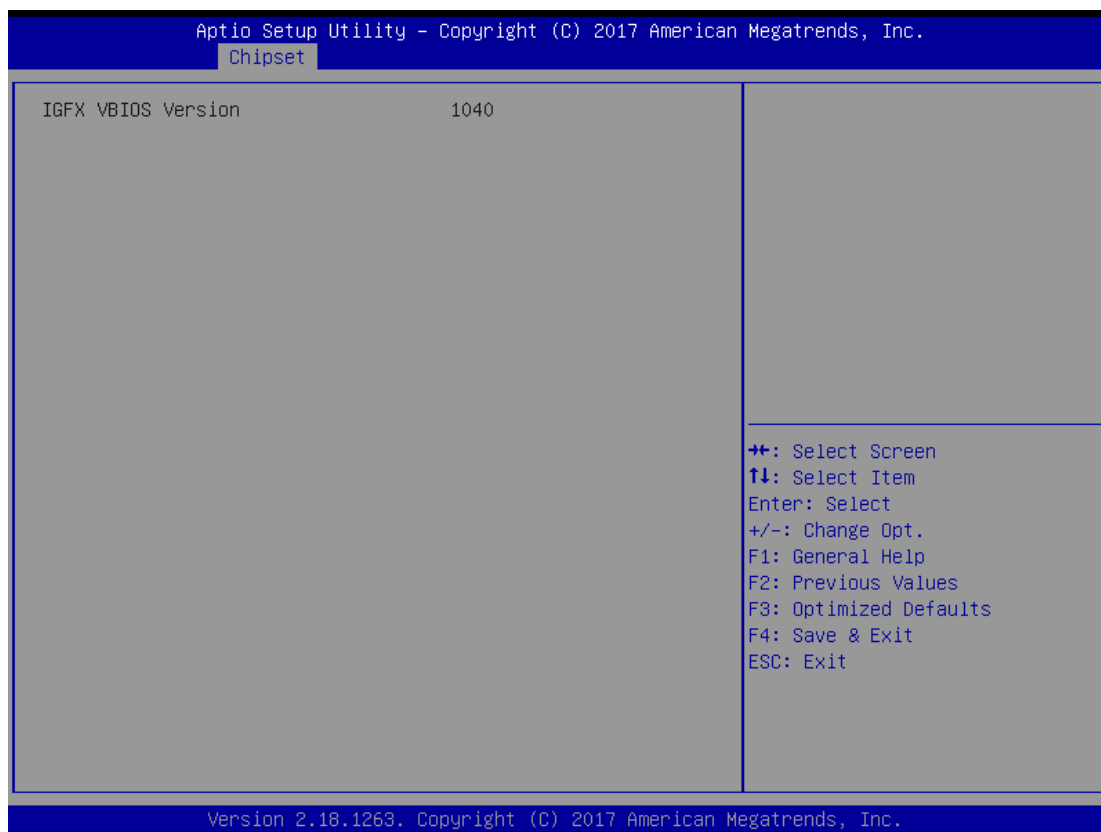 Aptio Setup Utility – Copyright (C) 2017 American Megatrends, Inc.
Chipset
IGFX VBIOS Version 1040
→←: Select Screen
↑↓: Select Item
Enter: Select
+/-: Change Opt.
F1: General Help
F2: Previous Values
F3: Optimized Defaults
F4: Save & Exit
ESC: Exit
Version 2.18.1263. Copyright (C) 2017 American Megatrends, Inc.